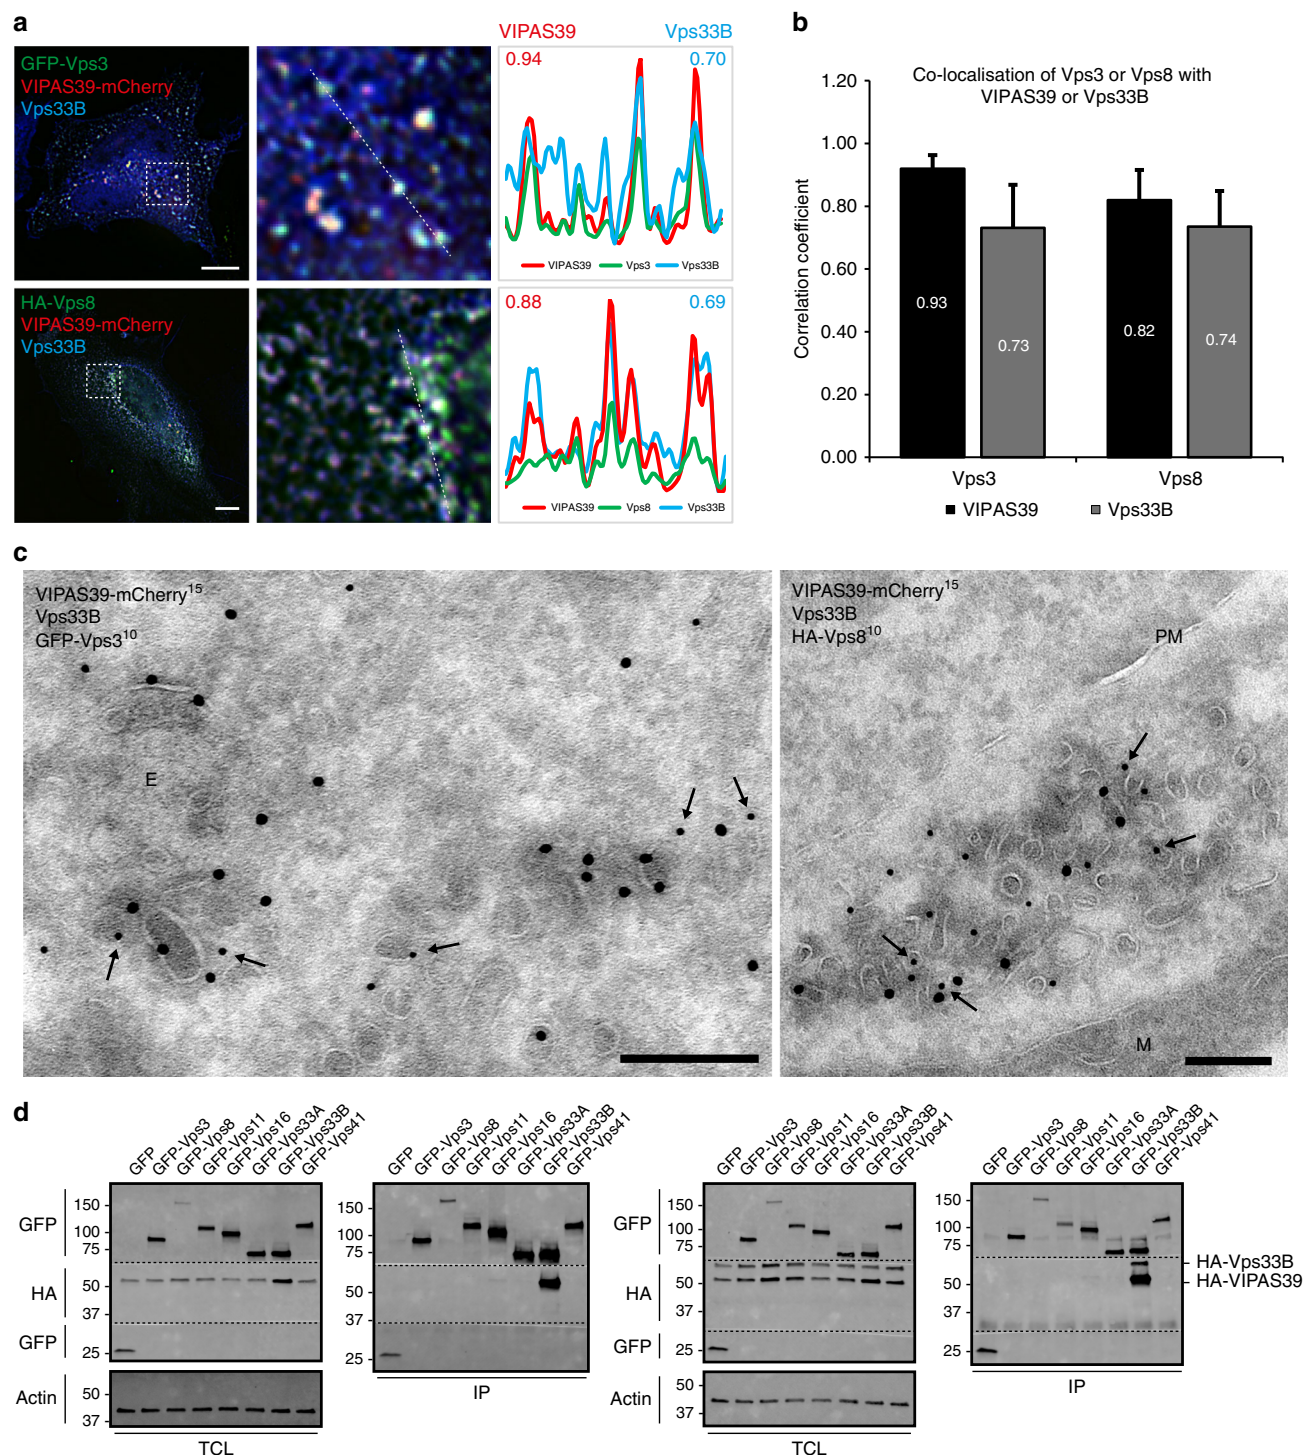 a
GFP-Vps3
VIPAS39-mCherry
Vps33B
VIPAS39 Vps33B
0.94 0.70
VIPAS39 Vps3 Vps33B
HA-Vps8
VIPAS39-mCherry
Vps33B
0.88 0.69
VIPAS39 Vps8 Vps33B
b
Co-localisation of Vps3 or Vps8 with
VIPAS39 or Vps33B
Correlation coefficient
1.20
1.00
0.80
0.60
0.40
0.20
0.00
0.93
0.73
0.82
0.74
Vps3 Vps8
VIPAS39 Vps33B
c
VIPAS39-mCherry15
Vps33B
GFP-Vps310
E
VIPAS39-mCherry15
Vps33B
HA-Vps810
PM
M
d
GFP GFP-Vps3 GFP-Vps8 GFP-Vps11 GFP-Vps16 GFP-Vps33A GFP-Vps33B GFP-Vps41
GFP
HA
GFP
Actin
150
100
75
50
37
25
50
37
TCL
GFP GFP-Vps3 GFP-Vps8 GFP-Vps11 GFP-Vps16 GFP-Vps33A GFP-Vps33B GFP-Vps41
150
100
75
50
37
25
IP
GFP GFP-Vps3 GFP-Vps8 GFP-Vps11 GFP-Vps16 GFP-Vps33A GFP-Vps33B GFP-Vps41
GFP
HA
GFP
Actin
150
100
75
50
37
25
50
37
TCL
GFP GFP-Vps3 GFP-Vps8 GFP-Vps11 GFP-Vps16 GFP-Vps33A GFP-Vps33B GFP-Vps41
150
100
75
50
37
25
HA-Vps33B
HA-VIPAS39
IP